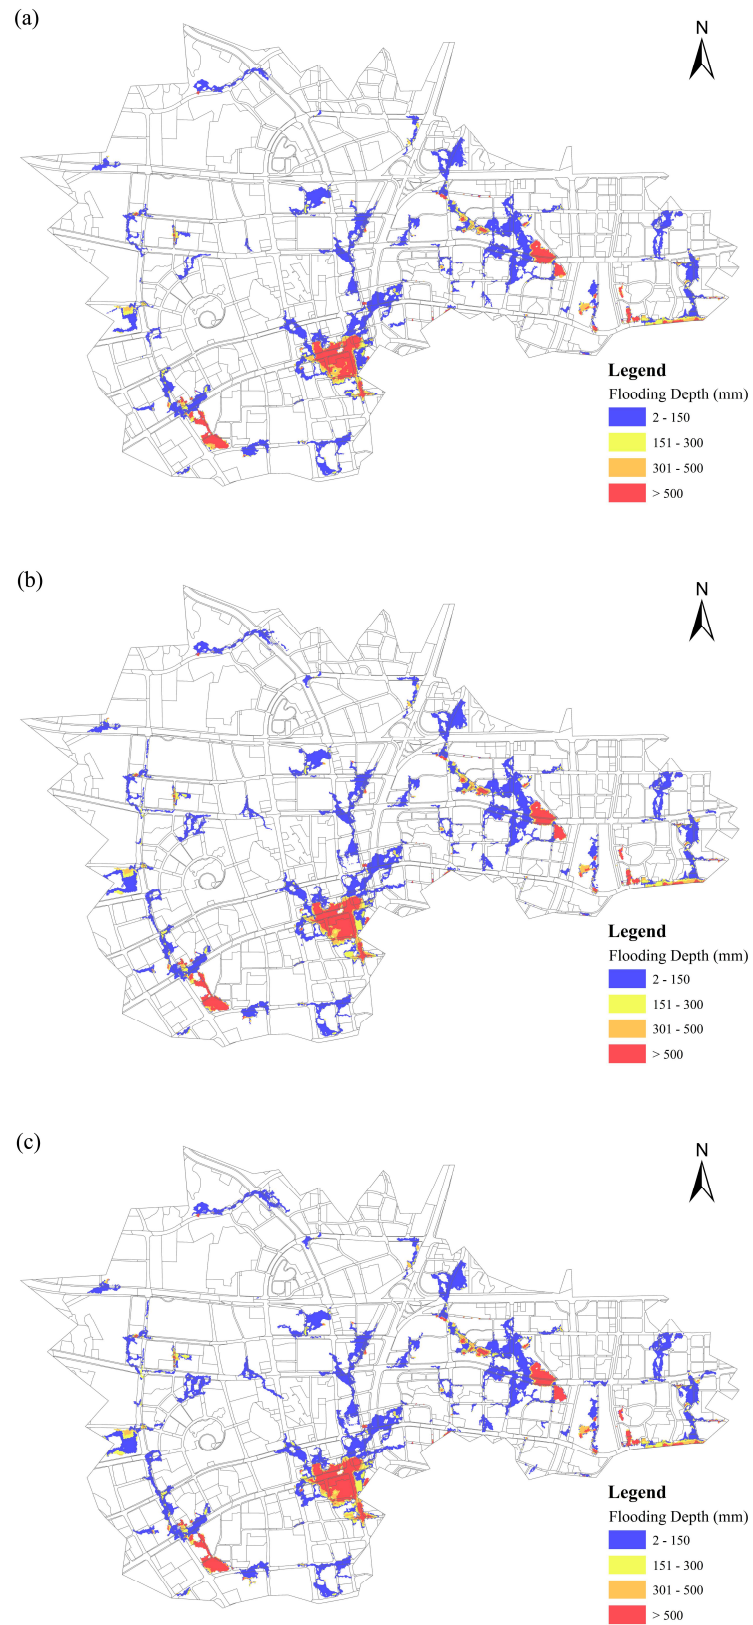 (a)
N
Legend
Flooding Depth (mm)
2 - 150
151 - 300
301 - 500
> 500
(b)
N
Legend
Flooding Depth (mm)
2 - 150
151 - 300
301 - 500
> 500
(c)
N
Legend
Flooding Depth (mm)
2 - 150
151 - 300
301 - 500
> 500